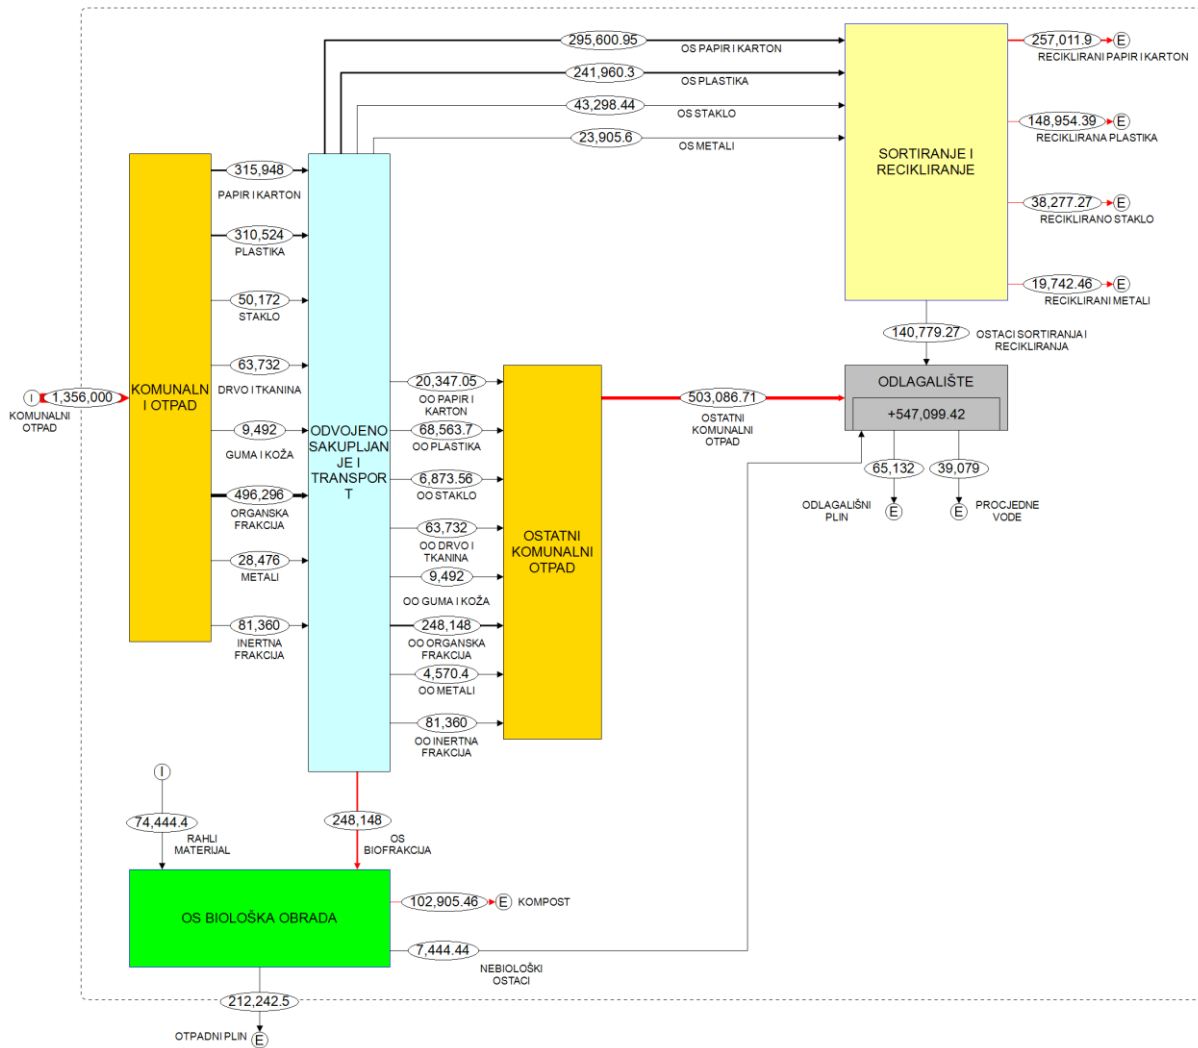 295,600.95
OS PAPIR I KARTON
241,960.3
OS PLASTIKA
43,298.44
OS STAKLO
23,905.6
OS METALI
SORTIRANJE I
RECIKLIRANJE
257,011.9
E
RECIKLIRANI PAPIR I KARTON
148,954.39
E
RECIKLIRANA PLASTIKA
38,277.27
E
RECIKLIRANO STAKLO
19,742.46
E
RECIKLIRANI METALI
140,779.27
OSTACI SORTIRANJA I
RECIKLIRANJA
I
1,356,000
KOMUNALNI
OTPAD
KOMUNALN
I OTPAD
315,948
PAPIR I KARTON
310,524
PLASTIKA
50,172
STAKLO
63,732
DRVO I TKANINA
9,492
GUMA I KOŽA
496,296
ORGANSKA
FRAKCIJA
28,476
METALI
81,360
INERTNA
FRAKCIJA
ODVOJENO
SAKUPLJAN
JE I
TRANSPOR
T
20,347.05
OO PAPIR I
KARTON
68,563.7
OO PLASTIKA
6,873.56
OO STAKLO
63,732
OO DRVO I
TKANINA
9,492
OO GUMA I KOŽA
248,148
OO ORGANSKA
FRAKCIJA
4,570.4
OO METALI
81,360
OO INERTNA
FRAKCIJA
OSTATNI
KOMUNALNI
OTPAD
503,086.71
OSTATNI
KOMUNALNI
OTPAD
ODLAGALIŠTE
+547,099.42
65,132
ODLAGALIŠNI
PLIN
E
39,079
PROCJEDNE
VODE
E
I
74,444.4
RAHLI
MATERIJAL
248,148
OS
BIOFRAKCIJA
OS BIOLOŠKA OBRADA
102,905.46
E
KOMPOST
7,444.44
NEBIOLOŠKI
OSTACI
212,242.5
OTPADNI PLIN
E